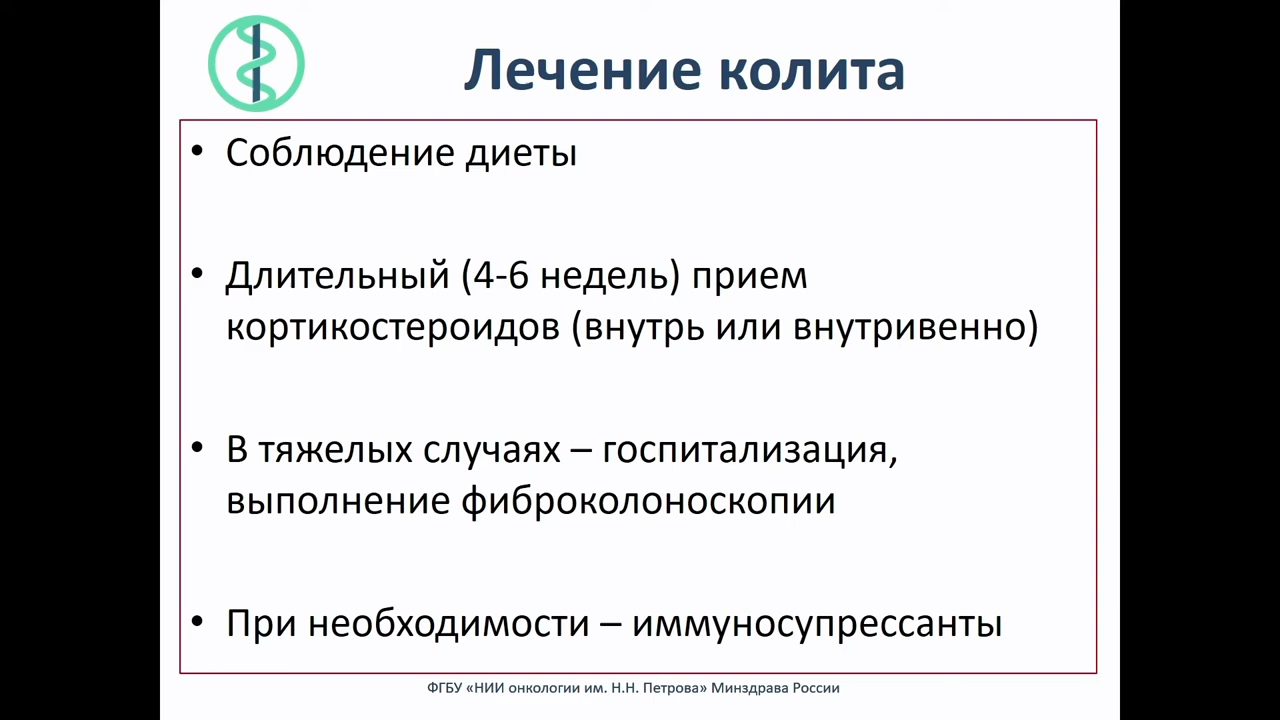 Лечение колита
• Соблюдение диеты
• Длительный (4-6 недель) прием
кортикостероидов (внутрь или внутривенно)
• В тяжелых случаях – госпитализация,
выполнение фиброколоноскопии
• При необходимости – иммуносупрессанты
ФГБУ «НИИ онкологии им. Н.Н. Петрова» Минздрава России